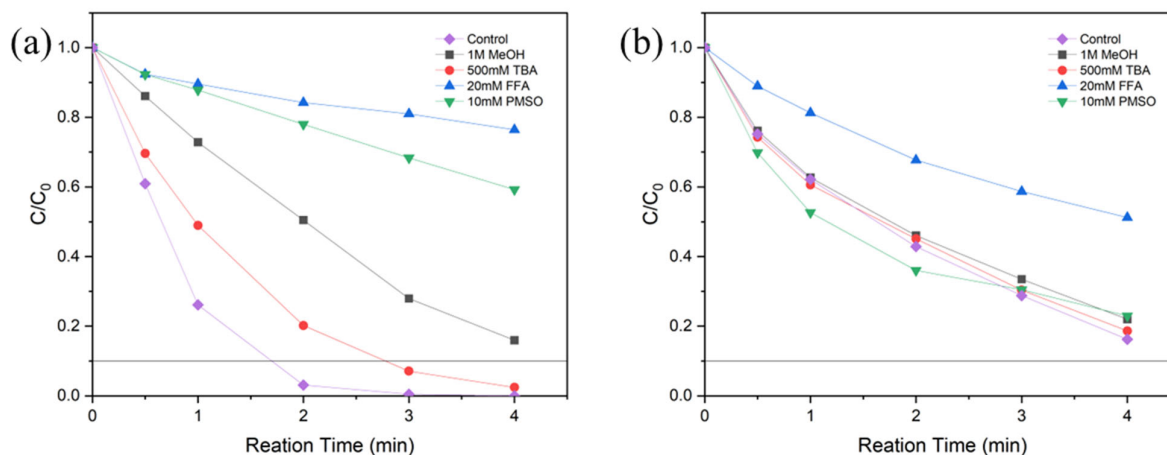 (a)
Control
1M MeOH
500mM TBA
20mM FFA
10mM PMSO
1.0
0.8
0.6
0.4
0.2
0.0
C/C0
0 1 2 3 4
Reation Time (min)
(b)
Control
1M MeOH
500mM TBA
20mM FFA
10mM PMSO
1.0
0.8
0.6
0.4
0.2
0.0
C/C0
0 1 2 3 4
Reation Time (min)